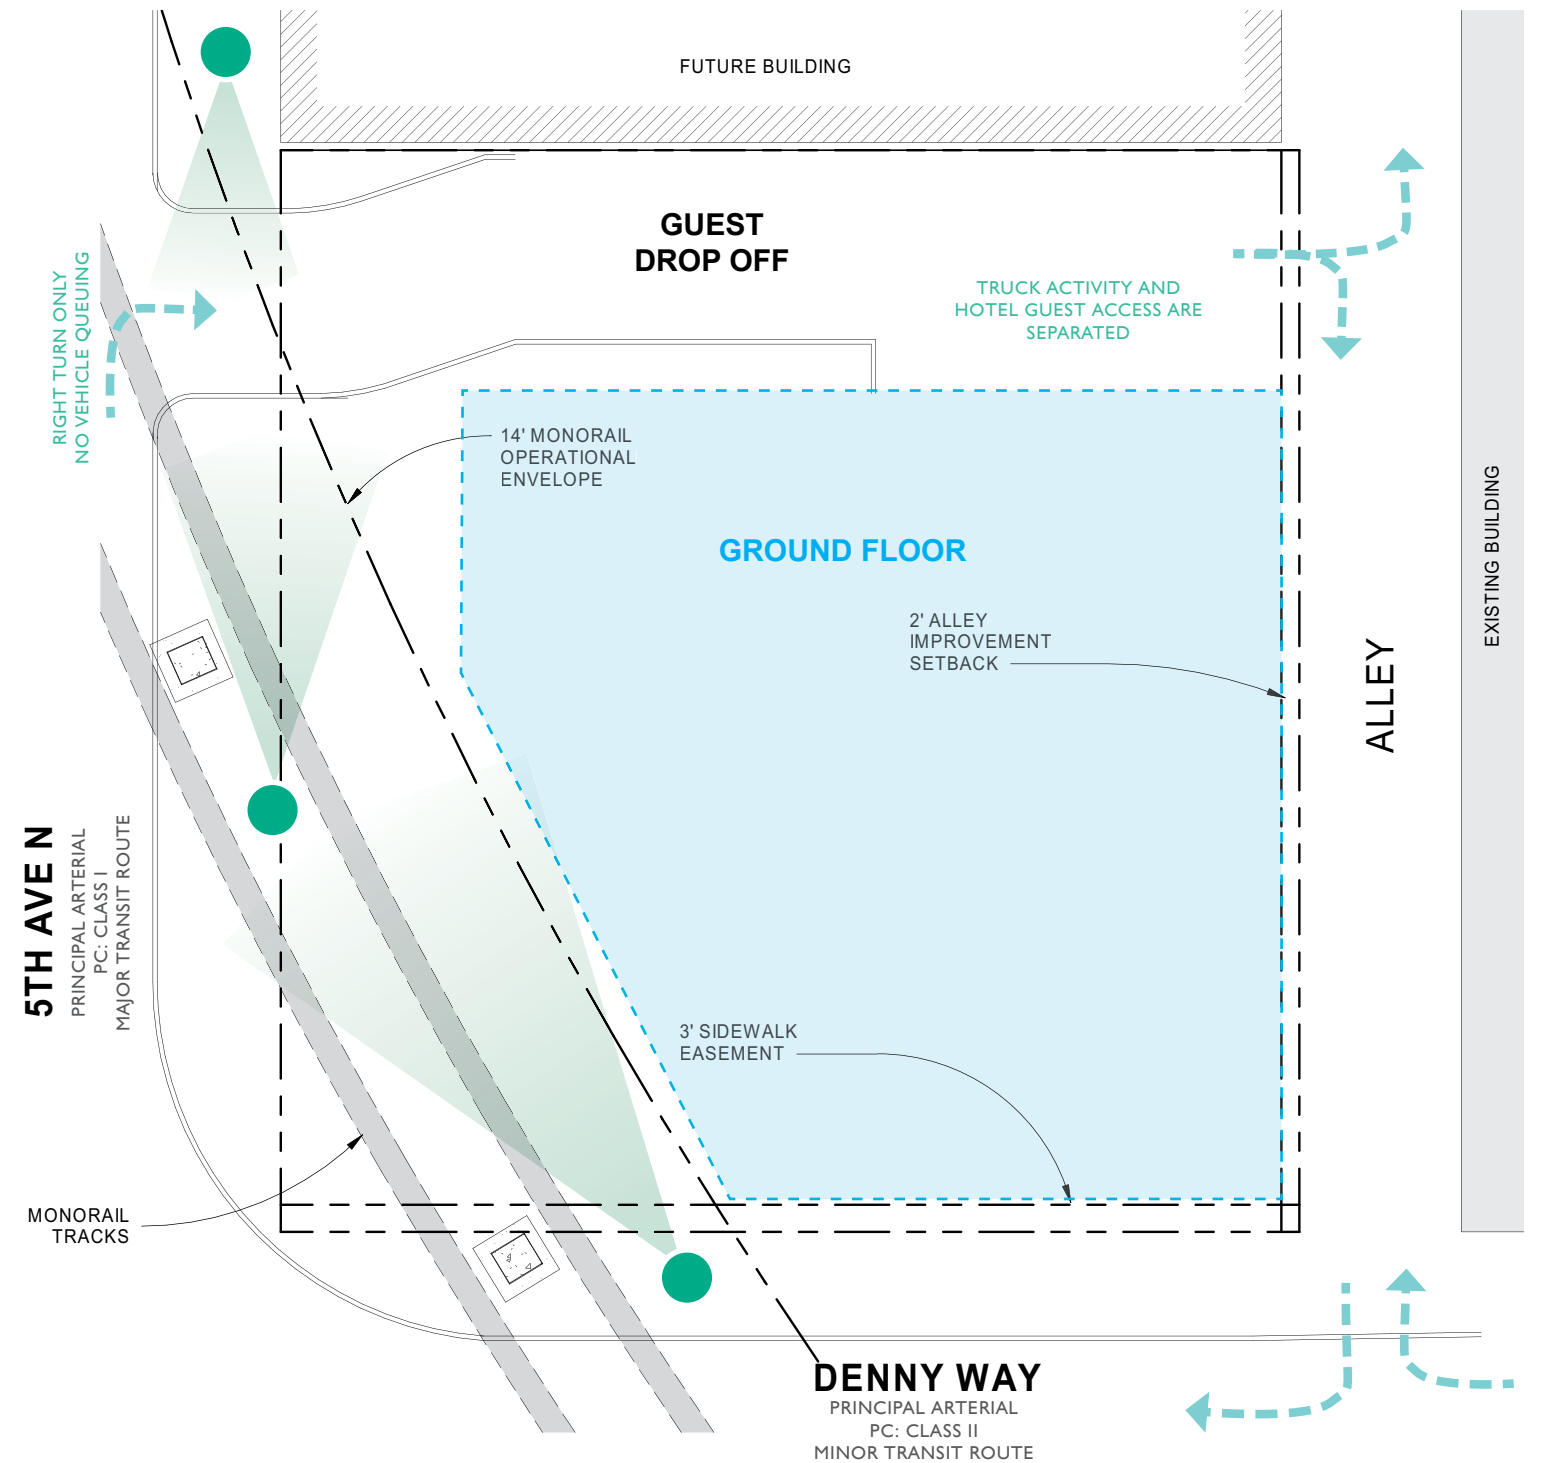 FUTURE BUILDING
GUEST
DROP OFF
TRUCK ACTIVITY AND
HOTEL GUEST ACCESS ARE
SEPARATED
RIGHT TURN ONLY
NO VEHICLE QUEUING
14' MONORAIL
OPERATIONAL
ENVELOPE
GROUND FLOOR
EXISTING BUILDING
2' ALLEY
IMPROVEMENT
SETBACK
ALLEY
5TH AVE N
PRINCIPAL ARTERIAL
PC: CLASS I
MAJOR TRANSIT ROUTE
3' SIDEWALK
EASEMENT
MONORAIL
TRACKS
DENNY WAY
PRINCIPAL ARTERIAL
PC: CLASS II
MINOR TRANSIT ROUTE